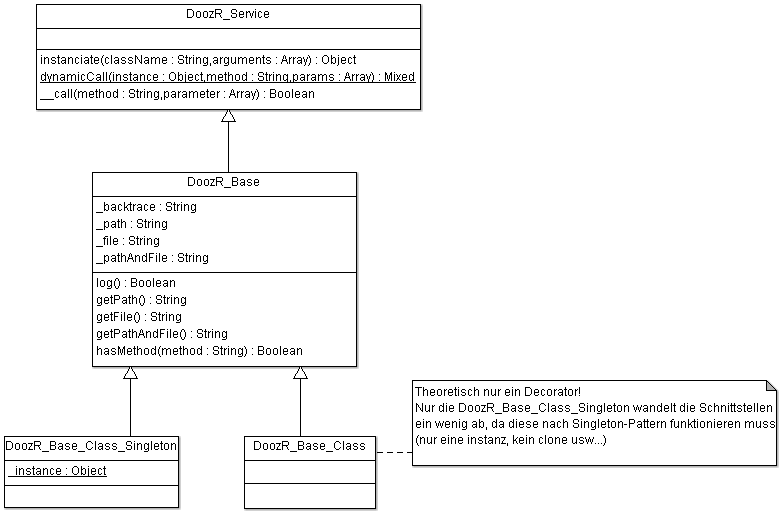 DoozR_Service
instanciate(className : String,arguments : Array) : Object
dynamicCall(instance : Object,method : String,params : Array) : Mixed
__call(method : String,parameter : Array) : Boolean
DoozR_Base
_backtrace : String
_path : String
_file : String
_pathAndFile : String
log() : Boolean
getPath() : String
getFile() : String
getPathAndFile() : String
hasMethod(method : String) : Boolean
DoozR_Base_Class_Singleton
_instance : Object
DoozR_Base_Class
Theoretisch nur ein Decorator!
Nur die DoozR_Base_Class_Singleton wandelt die Schnittstellen
ein wenig ab, da diese nach Singleton-Pattern funktionieren muss
(nur eine instanz, kein clone usw...)